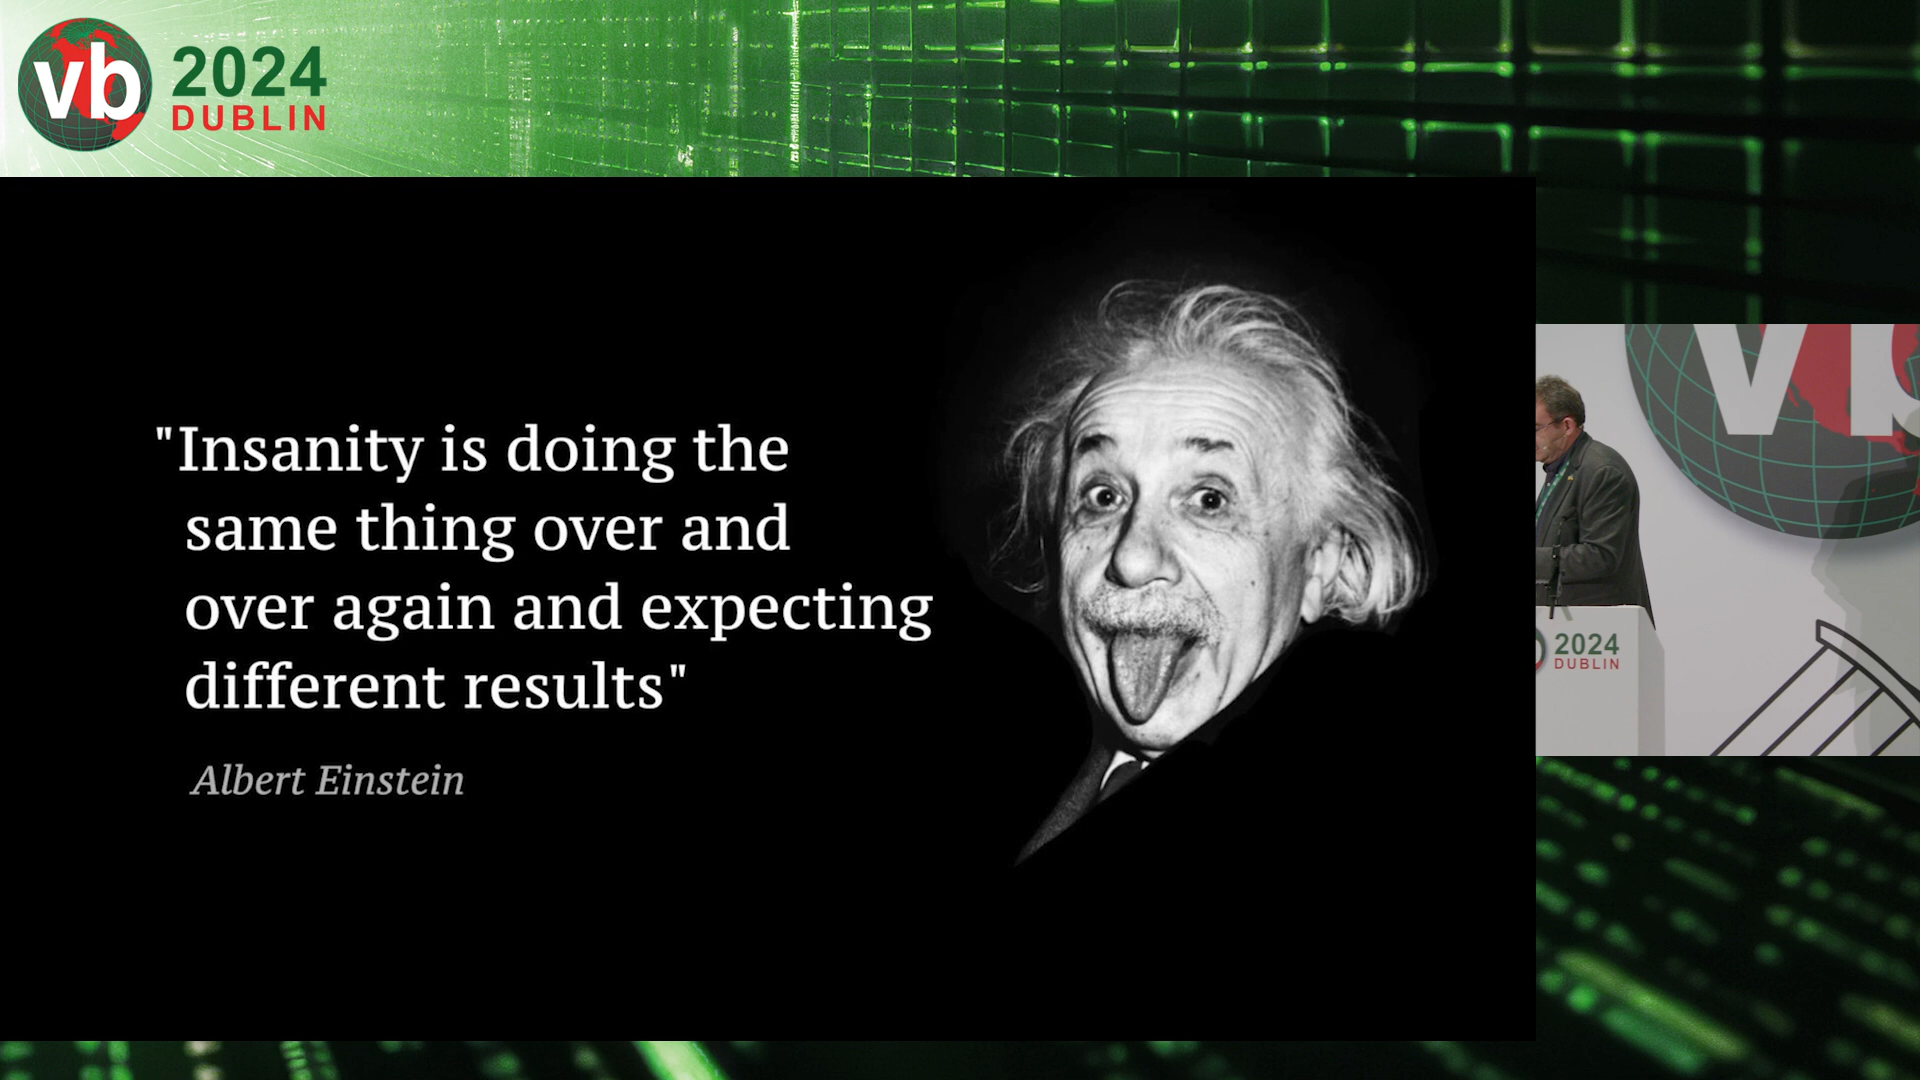 vb
2024
DUBLIN
"Insanity is doing the
same thing over and
over again and expecting
different results"
Albert Einstein
vb
2024
DUBLIN